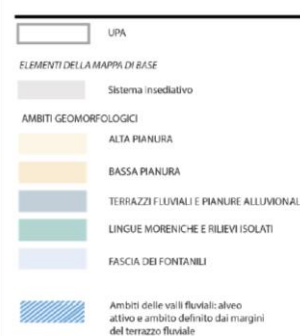 UPA
ELEMENTI DELLA MAPPA DI BASE
Sistema insediativo
AMBITI GEOMORFOLOGICI
ALTA PIANURA
BASSA PIANURA
TERRAZZI FLUVIALI E PIANURE ALLUVIONAL
LINGUE MORENICHE E RILIEVI ISOLATI
FASCIA DEI FONTANILI
Ambiti delle valli fluviali: alveo
attivo e ambito definito dai margini
del terrazzo fluviale